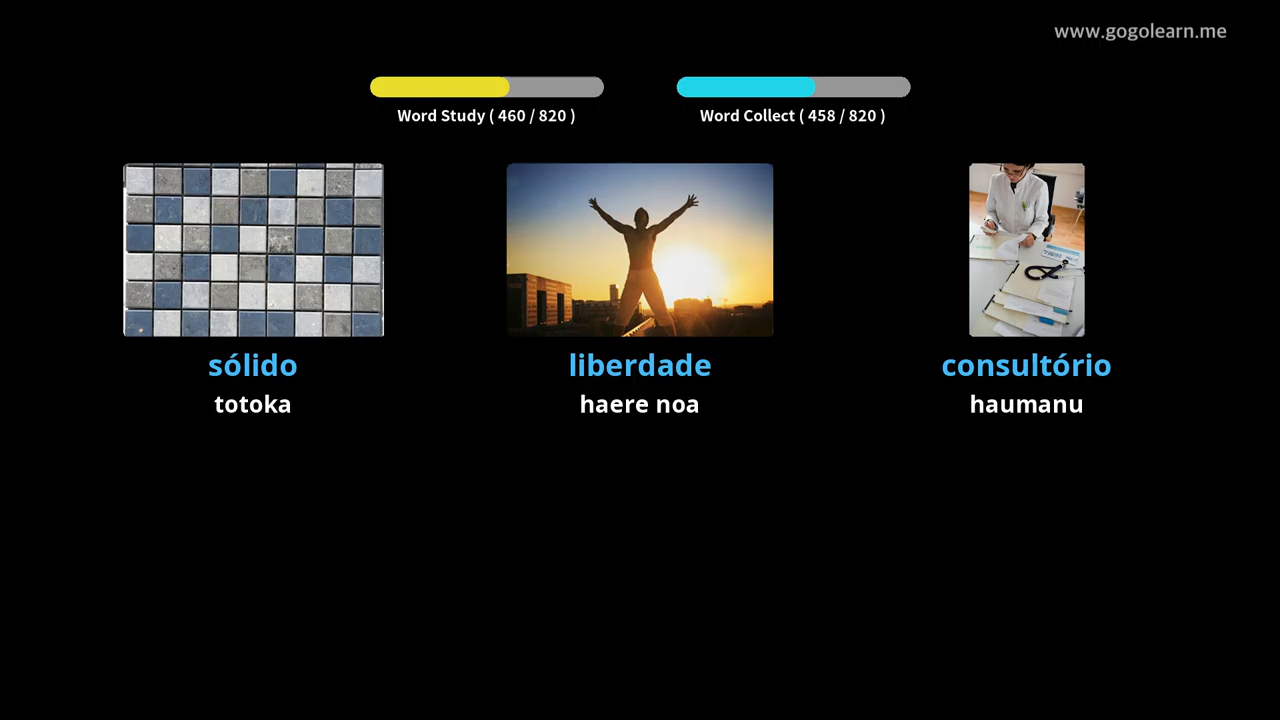 www.gogolearn.me
Word Study ( 460 / 820 )
Word Collect ( 458 / 820 )
sólido
liberdade
consultório
totoka
haere noa
haumanu